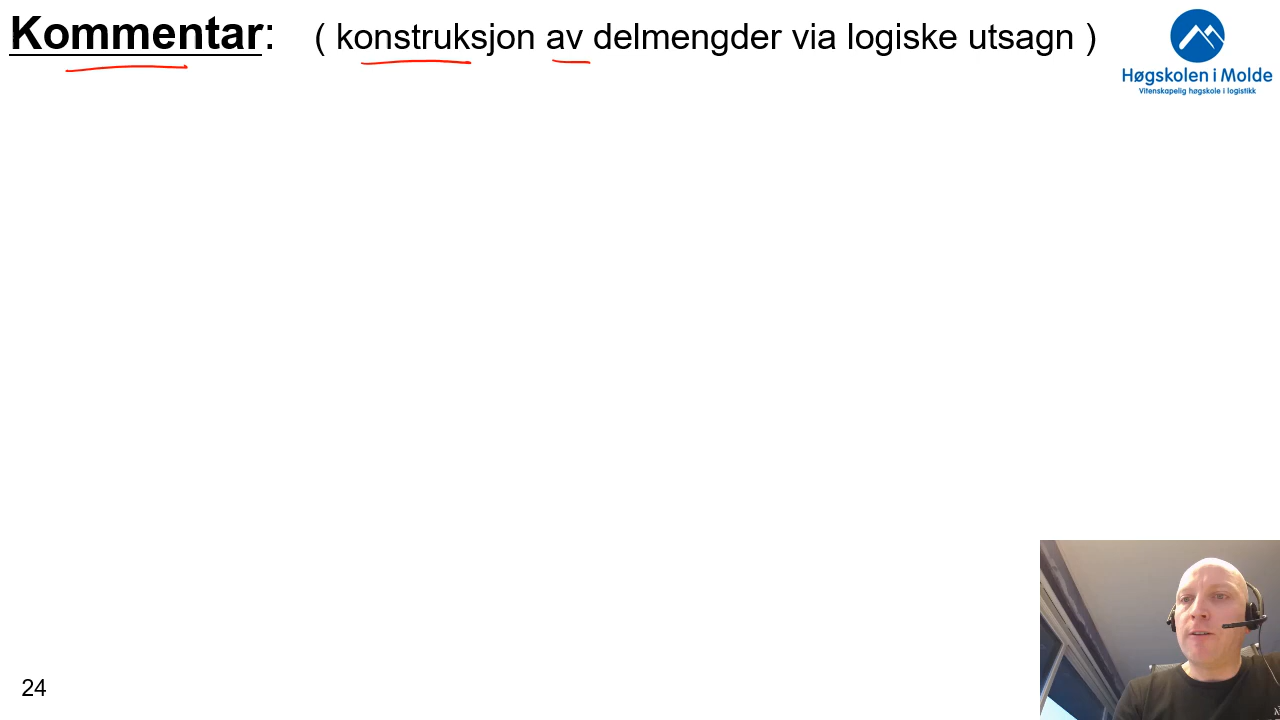 Kommentar: ( konstruksjon av delmengder via logiske utsagn )
Høgskolen i Molde
Vitenskapelig høgskole i logistikk
24